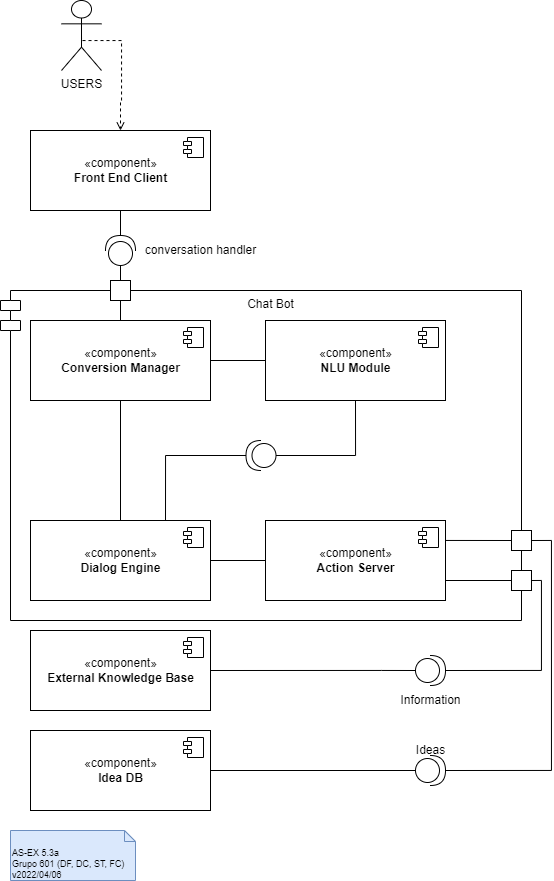 USERS
«component»
Front End Client
conversation handler
Chat Bot
«component»
Conversion Manager
«component»
NLU Module
«component»
Dialog Engine
«component»
Action Server
«component»
External Knowledge Base
Information
«component»
Idea DB
Ideas
AS-EX 5.3a
Grupo 601 (DF, DC, ST, FC)
v2022/04/06